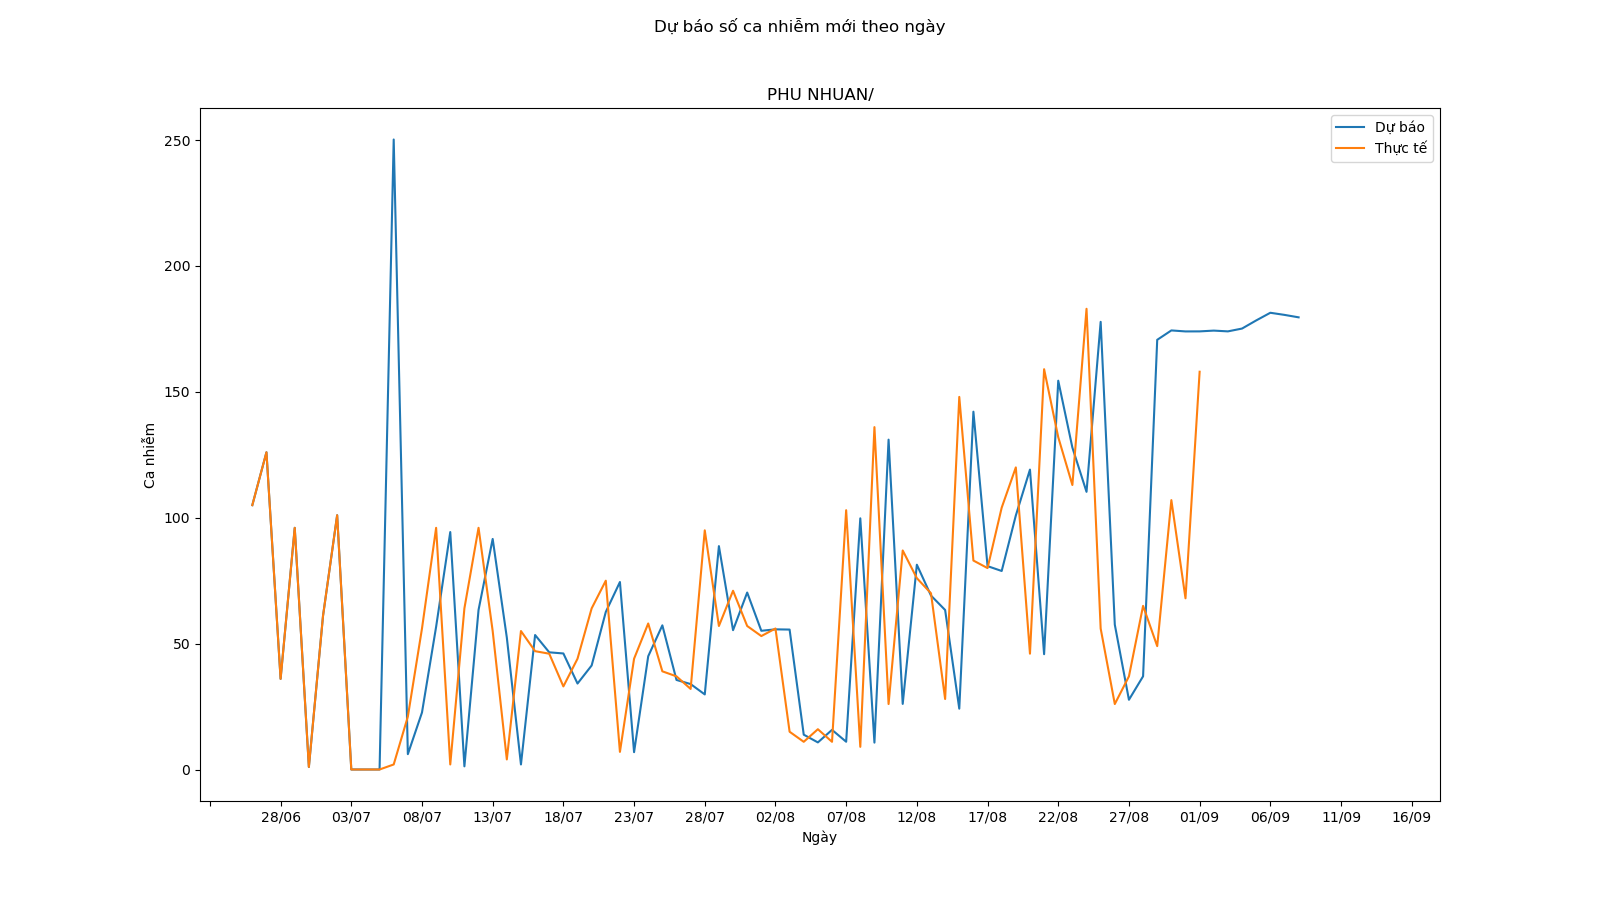 Dự báo số ca nhiễm mới theo ngày
PHU NHUAN/
Dự báo
Thực tế
250
200
150
100
50
0
Ca nhiễm
28/06 03/07 08/07 13/07 18/07 23/07 28/07 02/08 07/08 12/08 17/08 22/08 27/08 01/09 06/09 11/09 16/09
Ngày